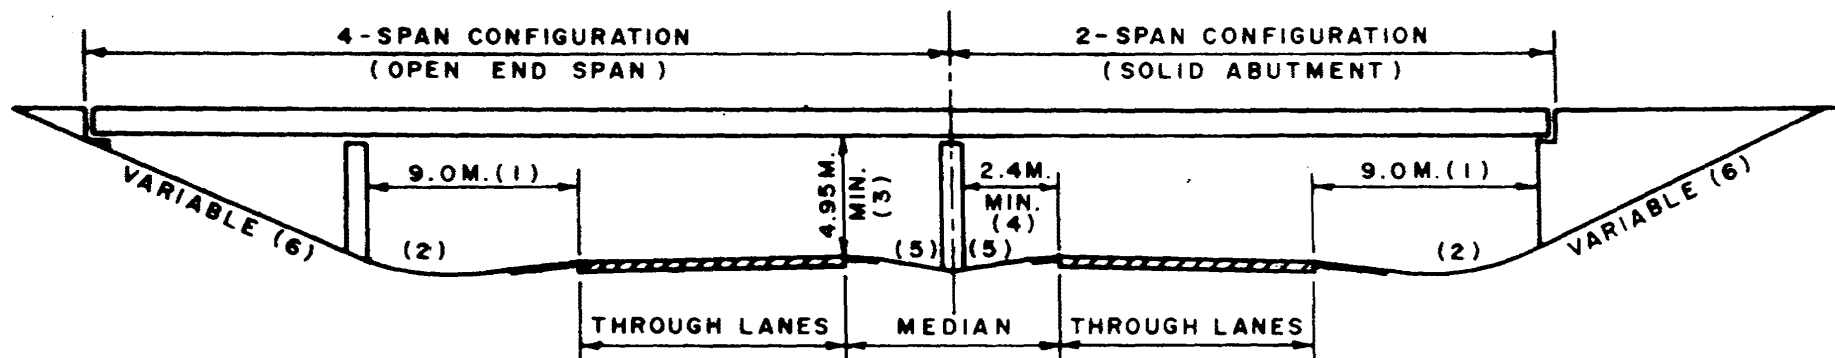 4-SPAN CONFIGURATION
(OPEN END SPAN)
2-SPAN CONFIGURATION
(SOLID ABUTMENT)
VARIABLE (6)
9.0M.(1)
4.95M.
MIN.
(3)
2.4M.
MIN.
(4)
9.0M.(1)
VARIABLE (6)
(2)
(5)
(5)
(2)
THROUGH LANES
MEDIAN
THROUGH LANES